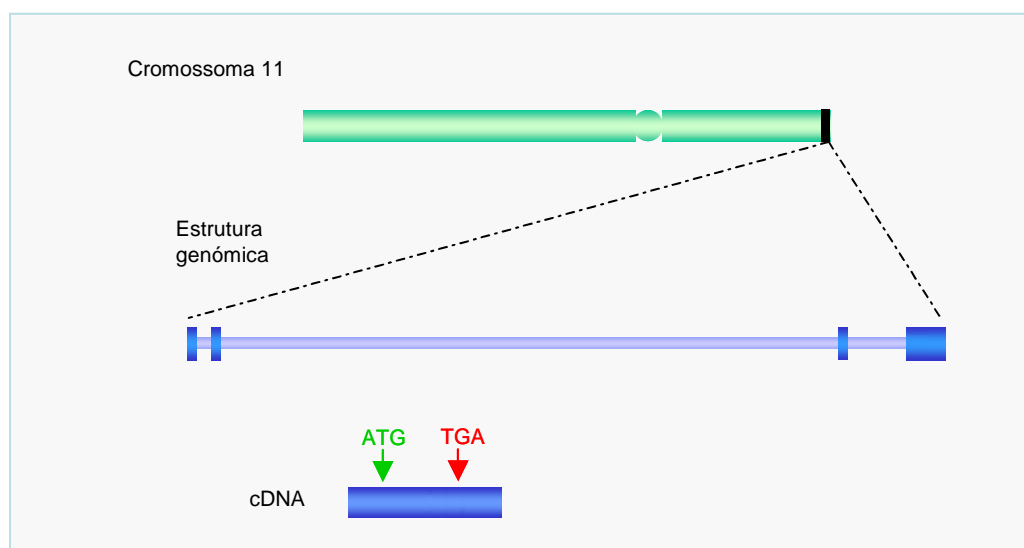 Cromossoma 11
Estrutura
genómica
ATG TGA
cDNA